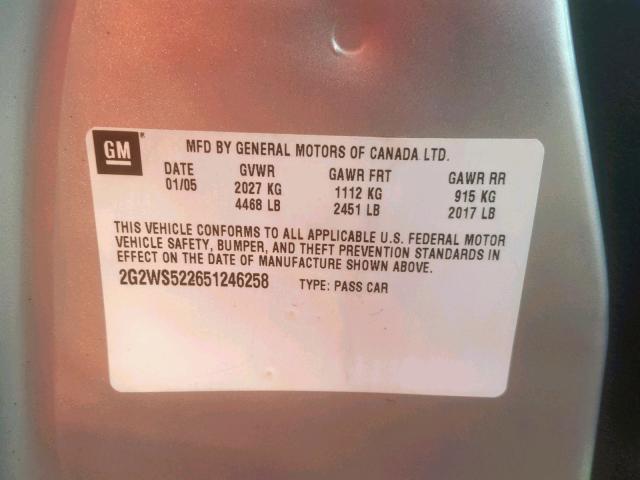 GM
MFD BY GENERAL MOTORS OF CANADA LTD.
DATE GVWR GAWR FRT GAWR RR
01/05 2027 KG 1112 KG 915 KG
4468 LB 2451 LB 2017 LB
THIS VEHICLE CONFORMS TO ALL APPLICABLE U.S. FEDERAL MOTOR
VEHICLE SAFETY, BUMPER, AND THEFT PREVENTION STANDARDS IN
EFFECT ON THE DATE OF MANUFACTURE SHOWN ABOVE.
2G2WS522651246258 TYPE: PASS CAR